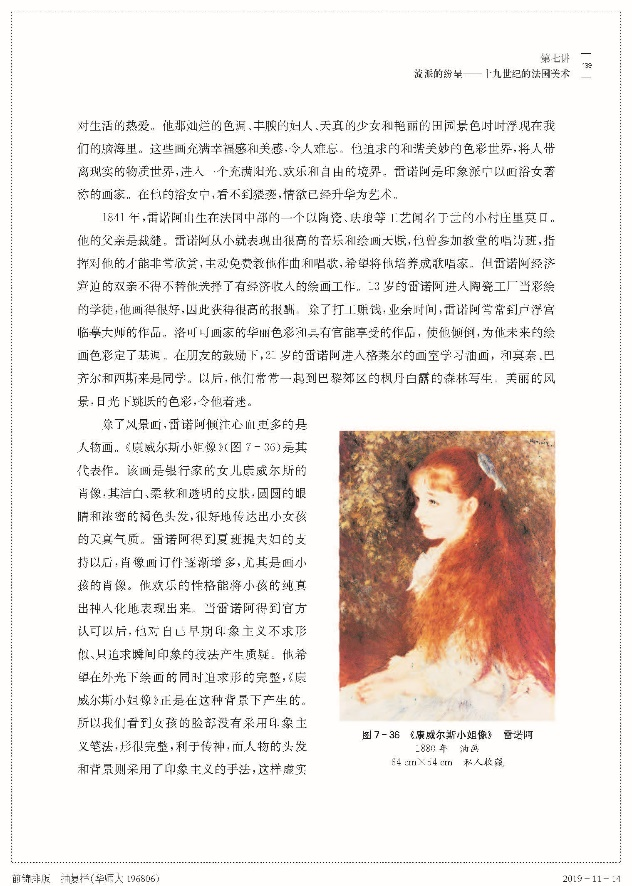 第七讲
流派的纷呈——十九世纪的法国美术
139
对生活的热爱。他那灿烂的色调、丰腴的妇人、天真的少女和艳丽的田园景色时时浮现在我
们的脑海里。这些画充满幸福感和美感,令人难忘。他追求的和谐美妙的色彩世界,将人带
离现实的物质世界,进入一个充满阳光、欢乐和自由的境界。雷诺阿是印象派中以画浴女著
称的画家。在他的浴女中,看不到猥亵,情欲已经升华为艺术。
1841 年,雷诺阿出生在法国中部的一个以陶瓷、珐琅等工艺闻名于世的小村庄里莫日。
他的父亲是裁缝。雷诺阿从小就表现出很高的音乐和绘画天赋,他曾参加教堂的唱诗班,指
挥对他的才能非常欣赏,主动免费教他作曲和唱歌,希望将他培养成歌唱家。但雷诺阿经济
窘迫的双亲不得不替他选择了有经济收入的绘画工作。13 岁的雷诺阿进入陶瓷工厂当彩绘
的学徒,他画得很好,因此获得很高的报酬。除了打工赚钱,业余时间,雷诺阿常常到卢浮宫
临摹大师的作品。洛可可画家的华丽色彩和具有官能享受的作品,使他倾倒,为他未来的绘
画色彩定了基调。在朋友的鼓励下,21 岁的雷诺阿进入格莱尔的画室学习油画,和莫奈、巴
齐尔和西斯来是同学。以后,他们常常一起到巴黎郊区的枫丹白露的森林写生。美丽的风
景,日光下跳跃的色彩,令他着迷。
除了风景画,雷诺阿倾注心血更多的是
人物画。《康威尔斯小姐像》(图 7-36)是其
代表作。该画是银行家的女儿康威尔斯的
肖像,其洁白、柔软和透明的皮肤,圆圆的眼
睛和浓密的褐色头发,很好地传达出小女孩
的天真气质。雷诺阿得到夏班提夫妇的支
持以后,肖像画订件逐渐增多,尤其是画小
孩的肖像。他欢乐的性格能将小孩的纯真
出神入化地表现出来。当雷诺阿得到官方
认可以后,他对自己早期印象主义不求形
似、只追求瞬间印象的技法产生质疑。他希
望在外光下绘画的同时追求形的完整,《康
威尔斯小姐像》正是在这种背景下产生的。
所以我们看到女孩的脸部没有采用印象主
义笔法,形很完整,利于传神,而人物的头发
和背景则采用了印象主义的手法,这样虚实
图 7-36 《康威尔斯小姐像》 雷诺阿
1880 年 油画
64 cm×54 cm 私人收藏
前锦排版 社夏样(华师大 196806)
2019-11-14